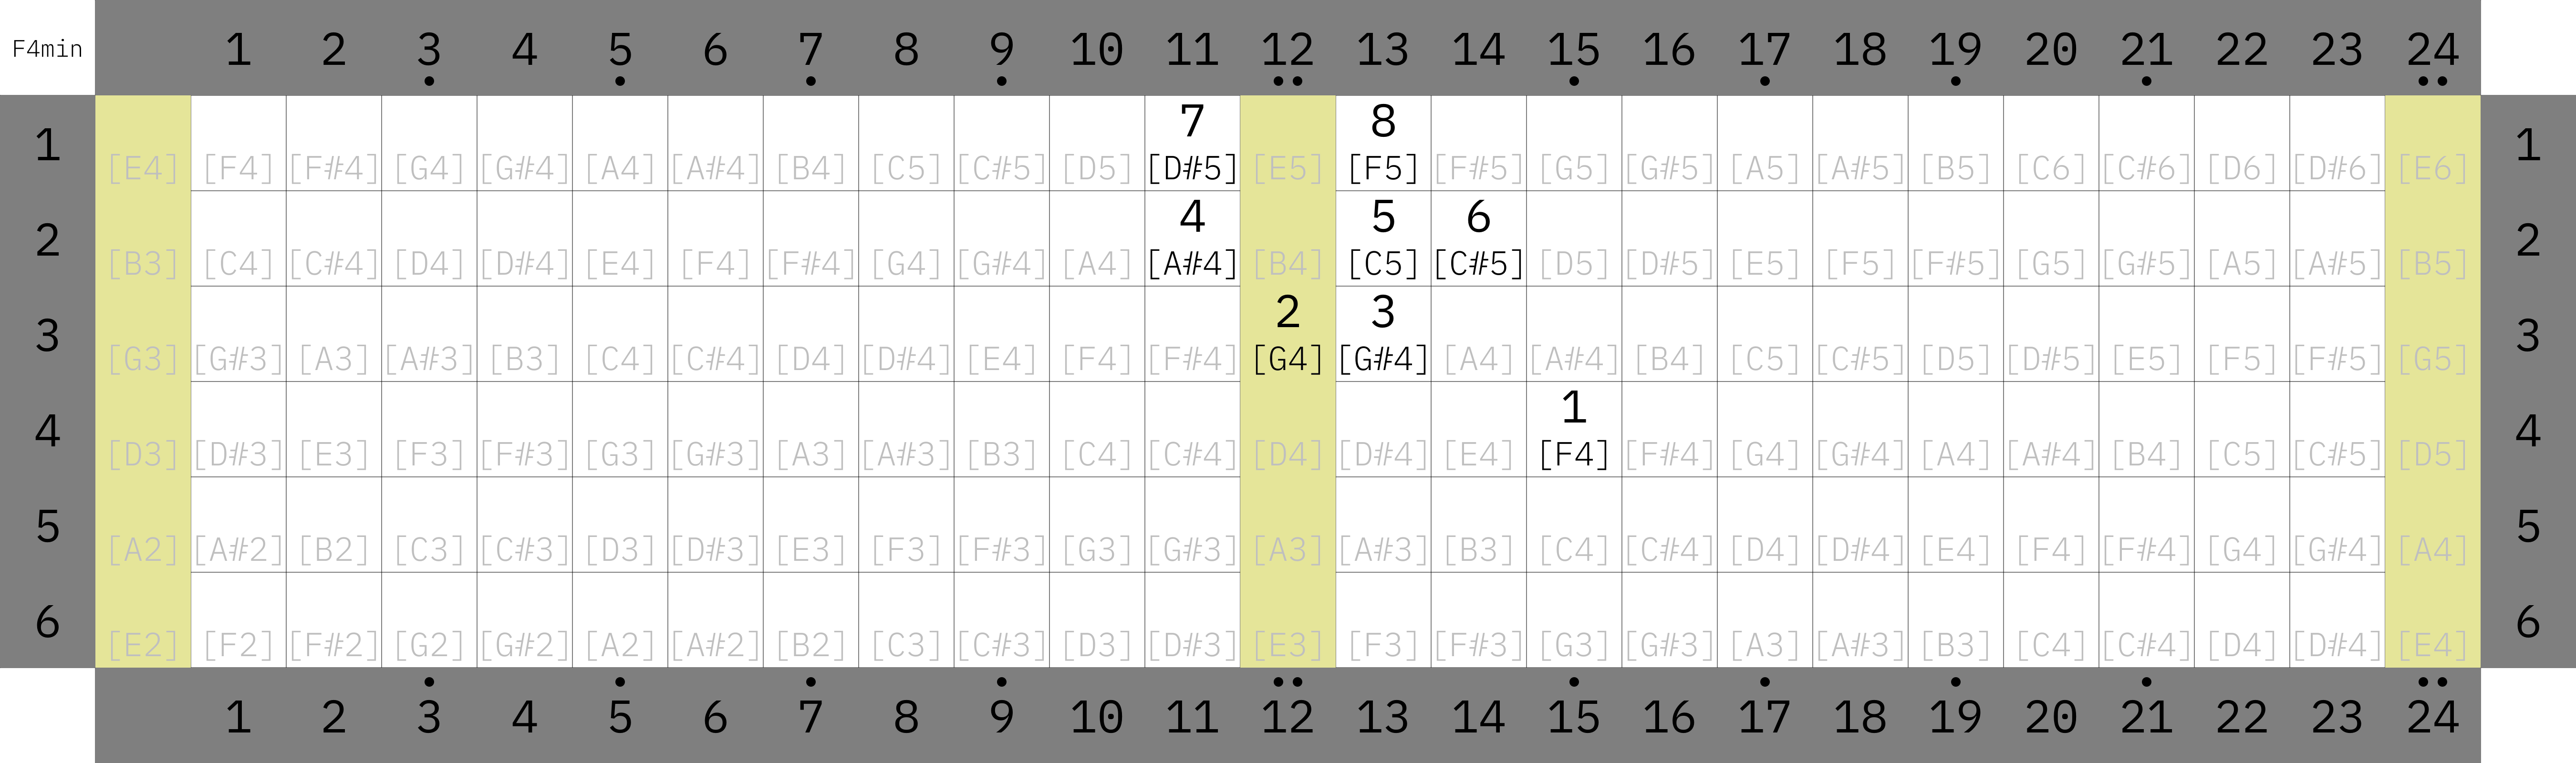 F4min 1 2 3 4 5 6 7 8 9 10 11 12 13 14 15 16 17 18 19 20 21 22 23 24
7 8
1 [E4] [F4] [F#4] [G4] [G#4] [A4] [A#4] [B4] [C5] [C#5] [D5] [D#5] [E5] [F5] [F#5] [G5] [G#5] [A5] [A#5] [B5] [C6] [C#6] [D6] [D#6] [E6] 1
4 5 6
2 [B3] [C4] [C#4] [D4] [D#4] [E4] [F4] [F#4] [G4] [G#4] [A4] [A#4] [B4] [C5] [C#5] [D5] [D#5] [E5] [F5] [F#5] [G5] [G#5] [A5] [A#5] [B5] 2
2 3
3 [G3] [G#3] [A3] [A#3] [B3] [C4] [C#4] [D4] [D#4] [E4] [F4] [F#4] [G4] [G#4] [A4] [A#4] [B4] [C5] [C#5] [D5] [D#5] [E5] [F5] [F#5] [G5] 3
1
4 [D3] [D#3] [E3] [F3] [F#3] [G3] [G#3] [A3] [A#3] [B3] [C4] [C#4] [D4] [D#4] [E4] [F4] [F#4] [G4] [G#4] [A4] [A#4] [B4] [C5] [C#5] [D5] 4
5 [A2] [A#2] [B2] [C3] [C#3] [D3] [D#3] [E3] [F3] [F#3] [G3] [G#3] [A3] [A#3] [B3] [C4] [C#4] [D4] [D#4] [E4] [F4] [F#4] [G4] [G#4] [A4] 5
6 [E2] [F2] [F#2] [G2] [G#2] [A2] [A#2] [B2] [C3] [C#3] [D3] [D#3] [E3] [F3] [F#3] [G3] [G#3] [A3] [A#3] [B3] [C4] [C#4] [D4] [D#4] [E4] 6
1 2 3 4 5 6 7 8 9 10 11 12 13 14 15 16 17 18 19 20 21 22 23 24